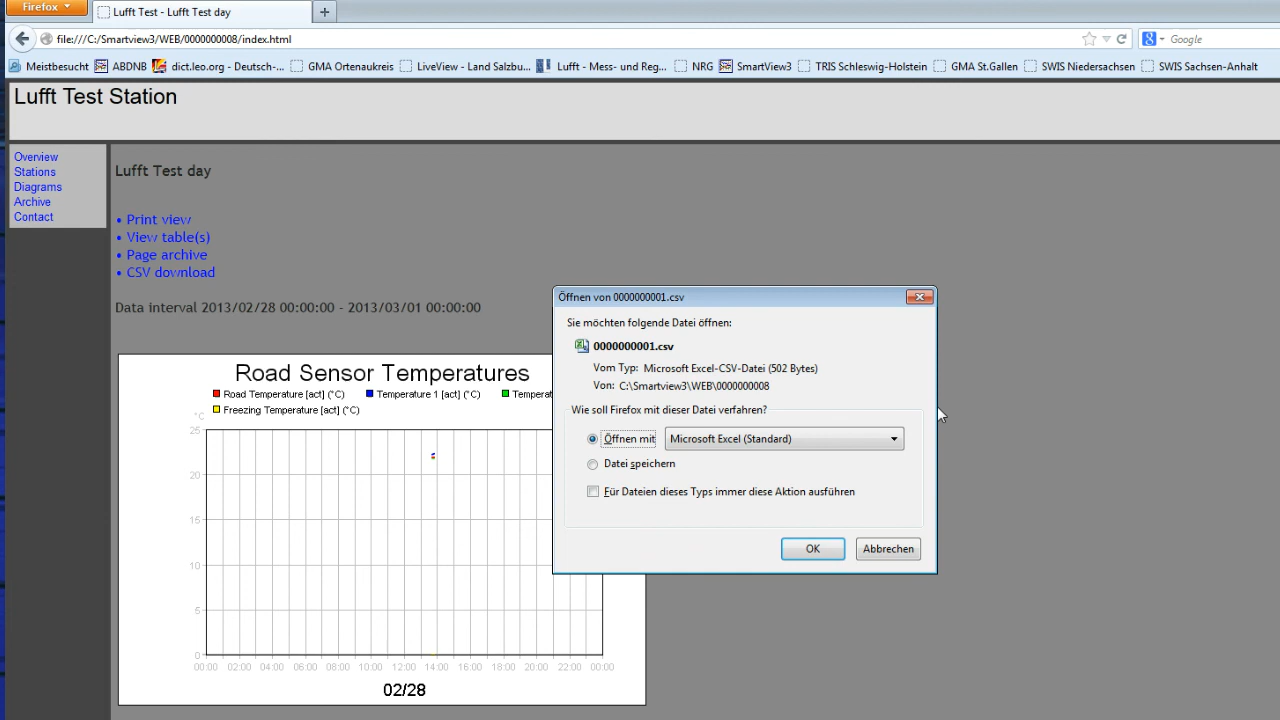 Firefox
Lufft Test - Lufft Test day
file:///C:/Smartview3/WEB/0000000008/index.html
Google
Meistbesucht ABDNB dict.leo.org - Deutsch-... GMA Ortenaukreis LiveView - Land Salzbu... Lufft - Mess- und Reg... NRG SmartView3 TRIS Schleswig-Holstein GMA St.Gallen SWIS Niedersachsen SWIS Sachsen-Anhalt
Lufft Test Station
Overview
Stations
Diagrams
Archive
Contact
Lufft Test day
• Print view
• View table(s)
• Page archive
• CSV download
Data interval 2013/02/28 00:00:00 - 2013/03/01 00:00:00
Road Sensor Temperatures
Road Temperature [act] (°C) Temperature 1 [act] (°C) Tempera
Freezing Temperature [act] (°C)
°C
25
20
15
10
5
0
00:00 02:00 04:00 06:00 08:00 10:00 12:00 14:00 16:00 18:00 20:00 22:00 00:00
02/28
Öffnen von 0000000001.csv
Sie möchten folgende Datei öffnen:
0000000001.csv
Vom Typ: Microsoft Excel-CSV-Datei (502 Bytes)
Von: C:\Smartview3\WEB\0000000008
Wie soll Firefox mit dieser Datei verfahren?
Öffnen mit Microsoft Excel (Standard)
Datei speichern
Für Dateien dieses Typs immer diese Aktion ausführen
OK Abbrechen